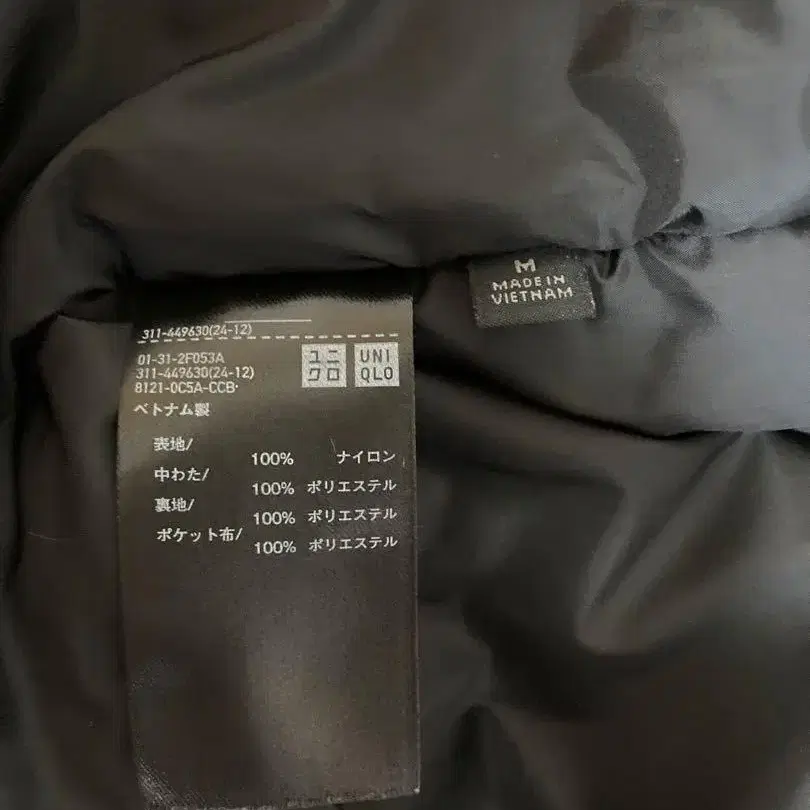 311-449630(24-12)
01-31-2F053A
311-449630(24-12)
8121-0C5A-CCB·
ユニ
クロ
UNI
QLO
ベトナム製
表地/
100% ナイロン
中わた/
100% ポリエステル
裏地/
100% ポリエステル
ポケット布/
100% ポリエステル
M
MADE IN
VIETNAM